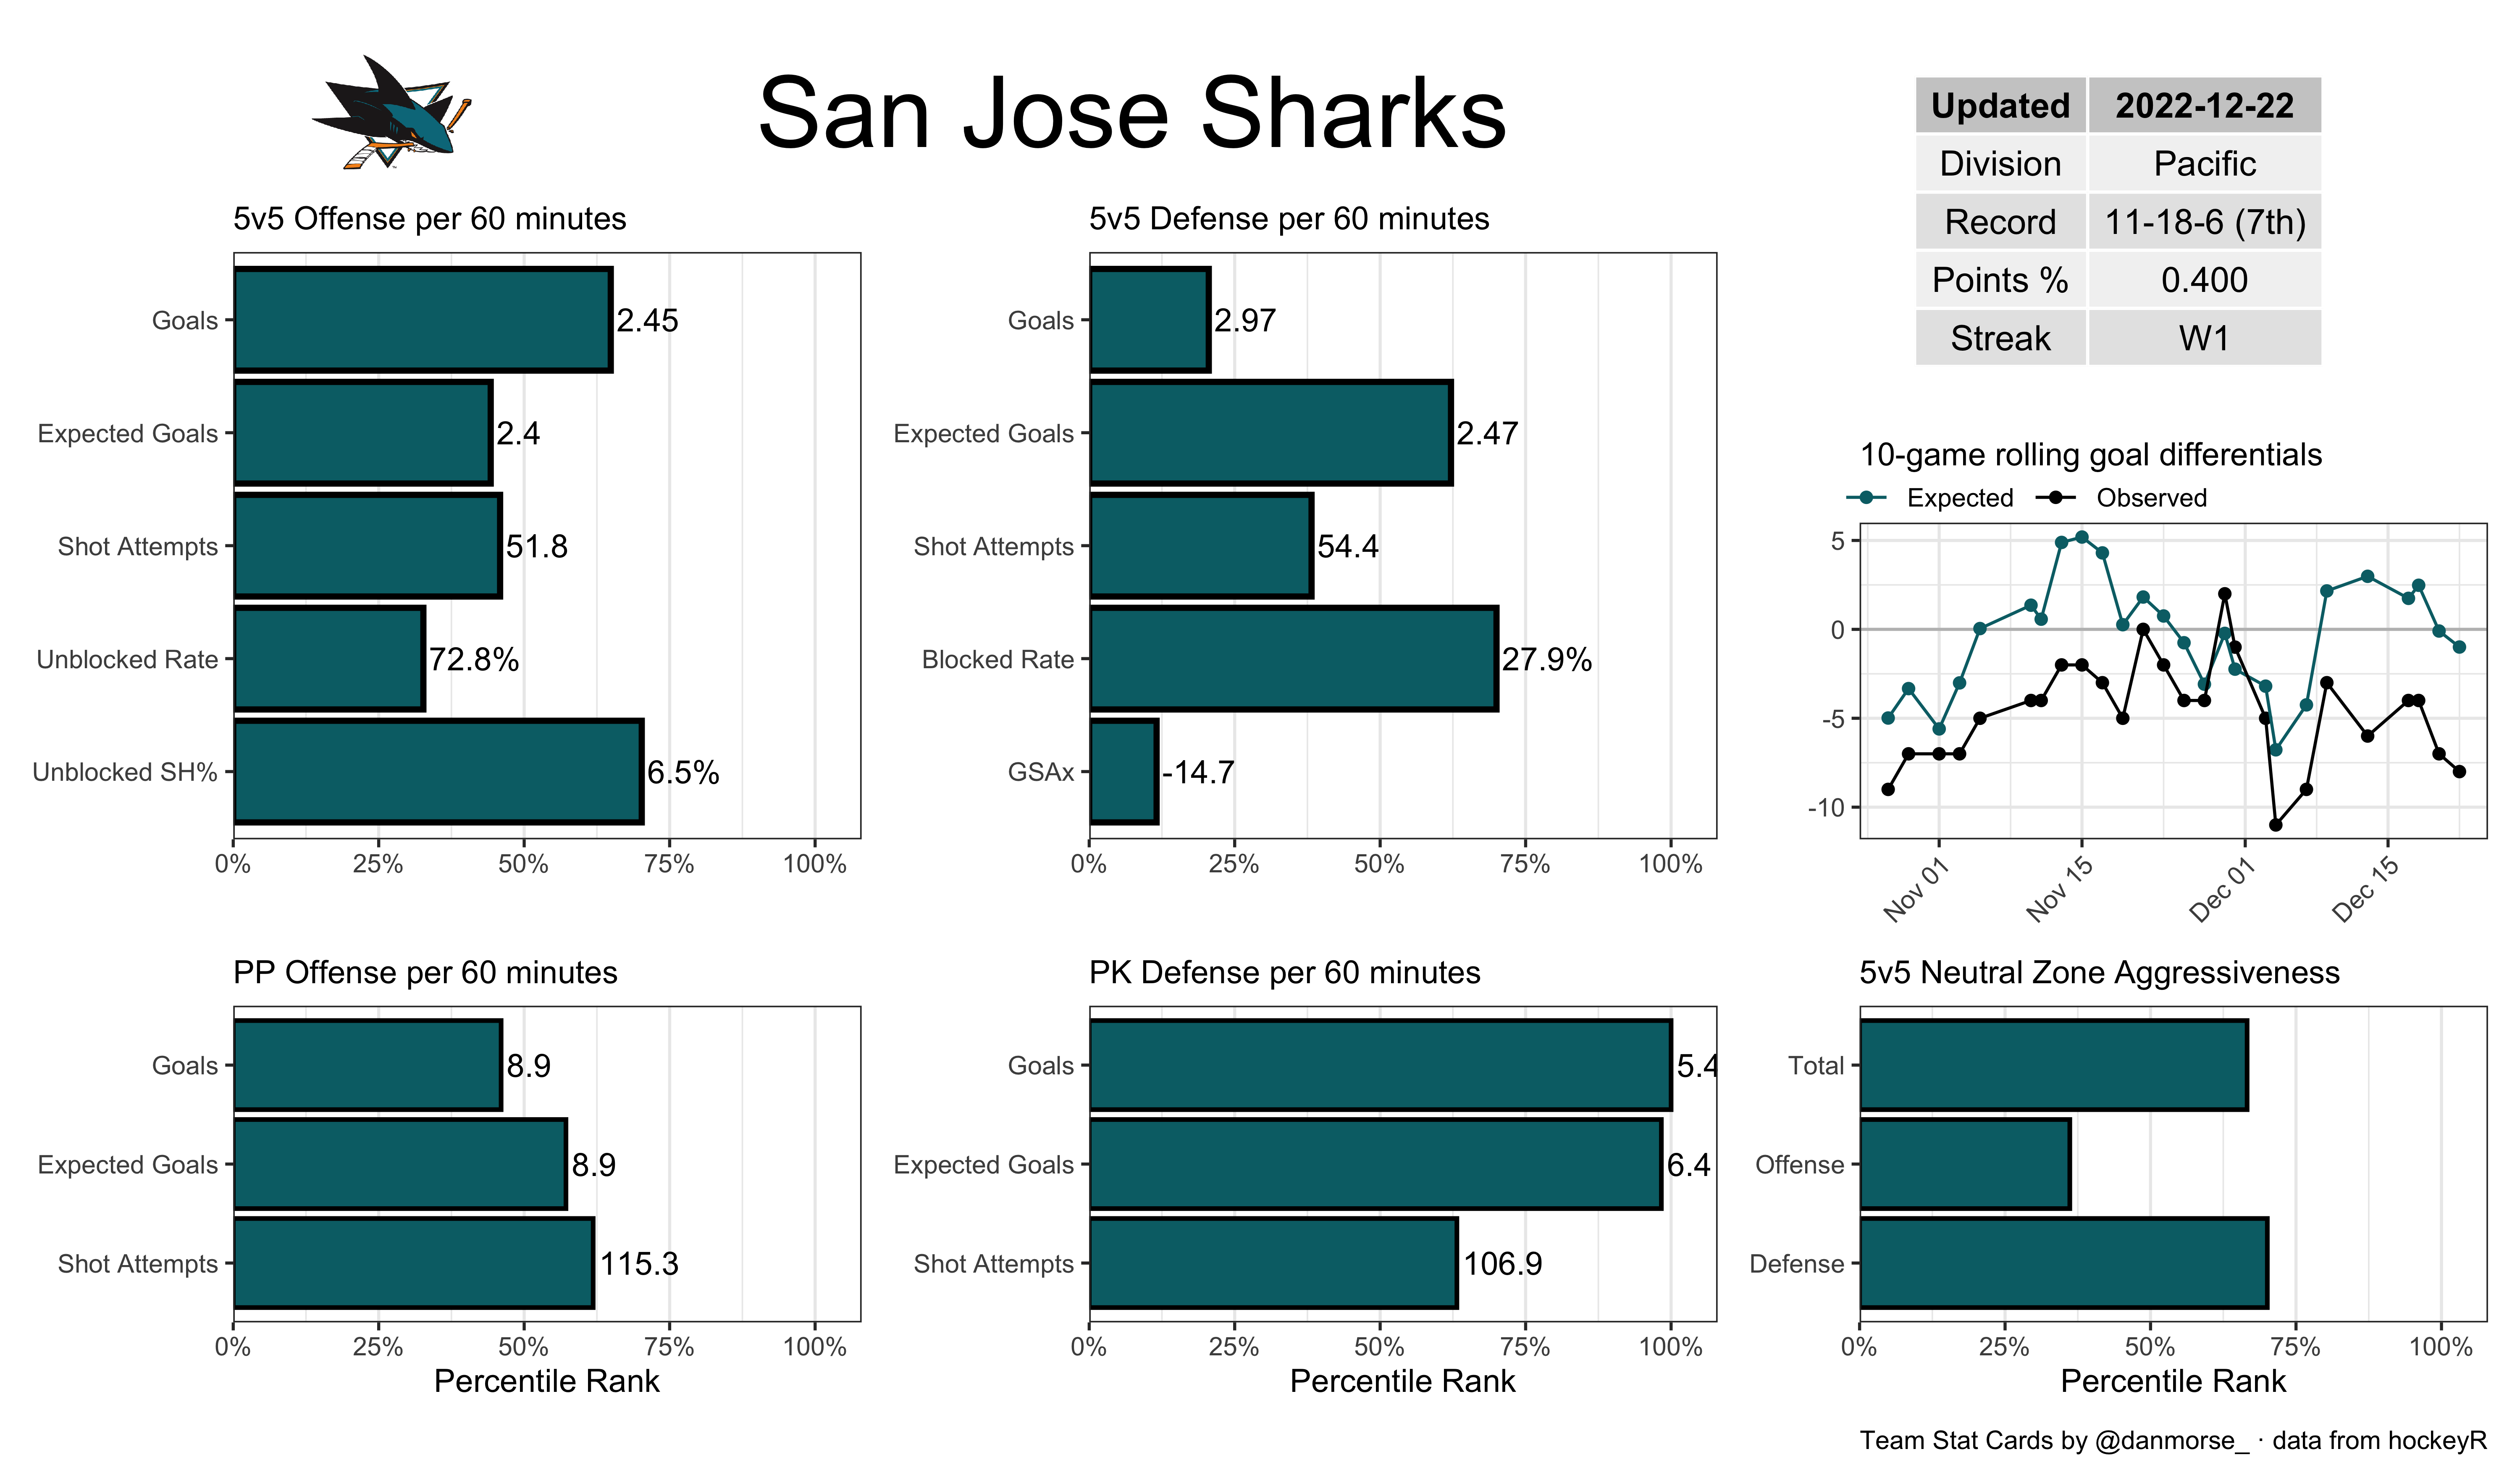 San Jose Sharks
Updated 2022-12-22
Division Pacific
Record 11-18-6 (7th)
Points % 0.400
Streak W1
5v5 Offense per 60 minutes
Goals 2.45
Expected Goals 2.4
Shot Attempts 51.8
Unblocked Rate 72.8%
Unblocked SH% 6.5%
0% 25% 50% 75% 100%
5v5 Defense per 60 minutes
Goals 2.97
Expected Goals 2.47
Shot Attempts 54.4
Blocked Rate 27.9%
GSAx -14.7
0% 25% 50% 75% 100%
10-game rolling goal differentials
Expected Observed
5
0
-5
-10
Nov 01 Nov 15 Dec 01 Dec 15
PP Offense per 60 minutes
Goals 8.9
Expected Goals 8.9
Shot Attempts 115.3
0% 25% 50% 75% 100%
Percentile Rank
PK Defense per 60 minutes
Goals 5.4
Expected Goals 6.4
Shot Attempts 106.9
0% 25% 50% 75% 100%
Percentile Rank
5v5 Neutral Zone Aggressiveness
Total
Offense
Defense
0% 25% 50% 75% 100%
Percentile Rank
Team Stat Cards by @danmorse_ · data from hockeyR